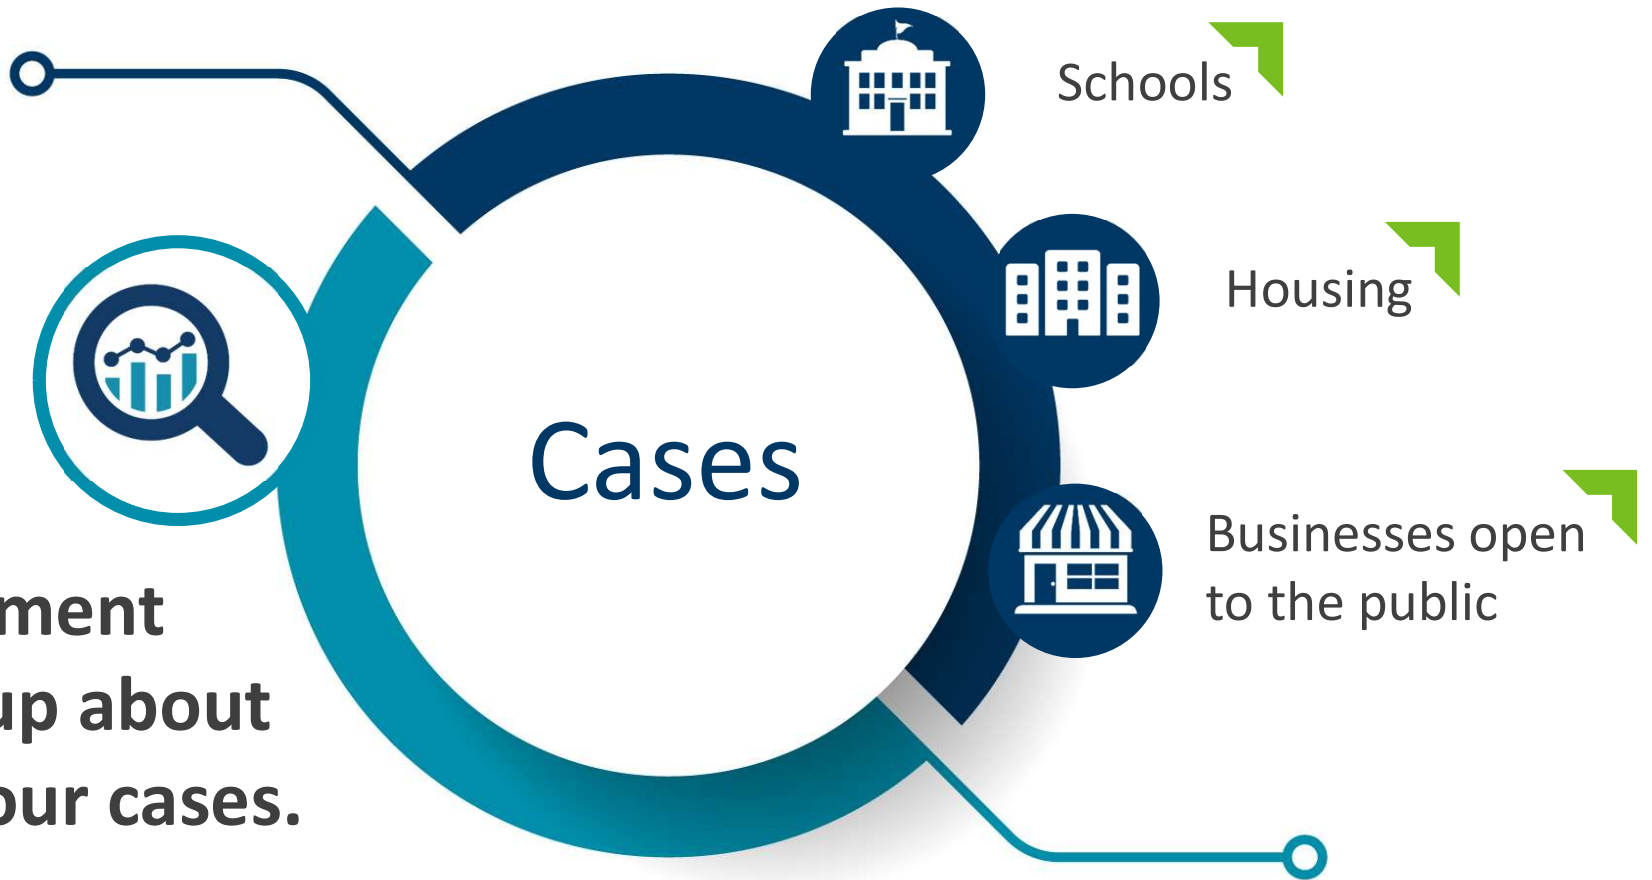 Schools
Housing
Cases
Businesses open
to the public
ment
up about
our cases.